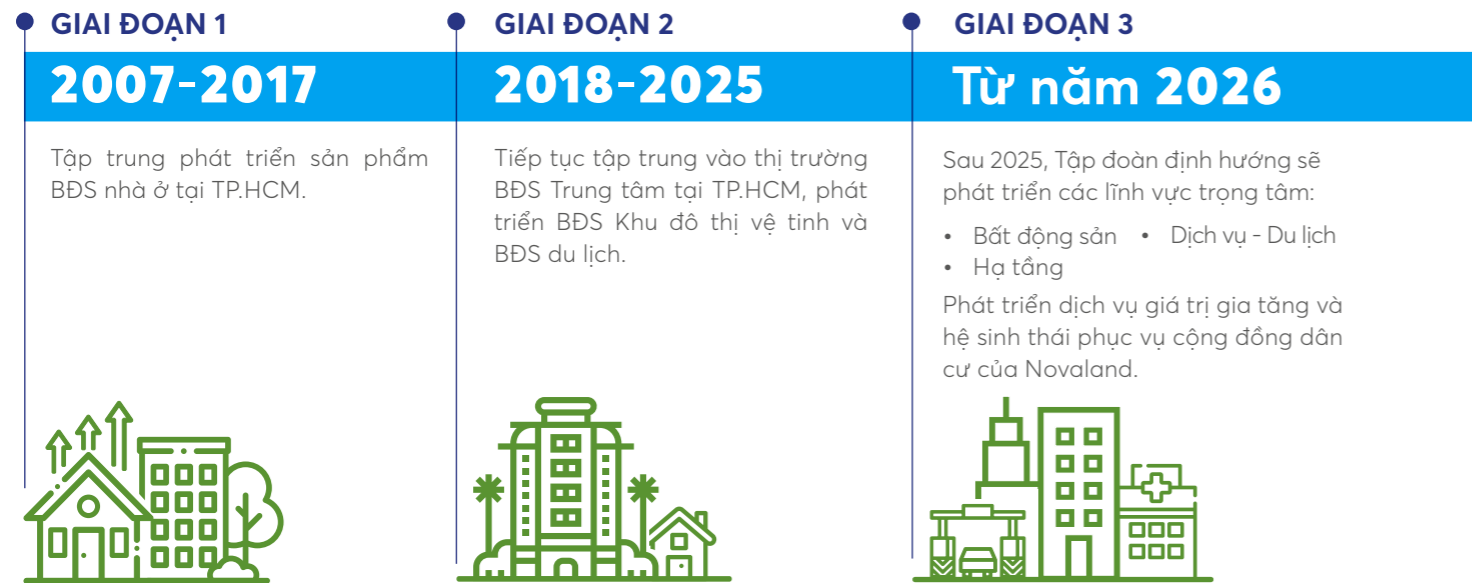 GIAI ĐOẠN 1
2007-2017
Tập trung phát triển sản phẩm
BĐS nhà ở tại TP.HCM.
GIAI ĐOẠN 2
2018-2025
Tiếp tục tập trung vào thị trường
BĐS Trung tâm tại TP.HCM, phát
triển BĐS Khu đô thị vệ tinh và
BĐS du lịch.
GIAI ĐOẠN 3
Từ năm 2026
Sau 2025, Tập đoàn định hướng sẽ
phát triển các lĩnh vực trọng tâm:
• Bất động sản • Dịch vụ - Du lịch
• Hạ tầng
Phát triển dịch vụ giá trị gia tăng và
hệ sinh thái phục vụ cộng đồng dân
cư của Novaland.